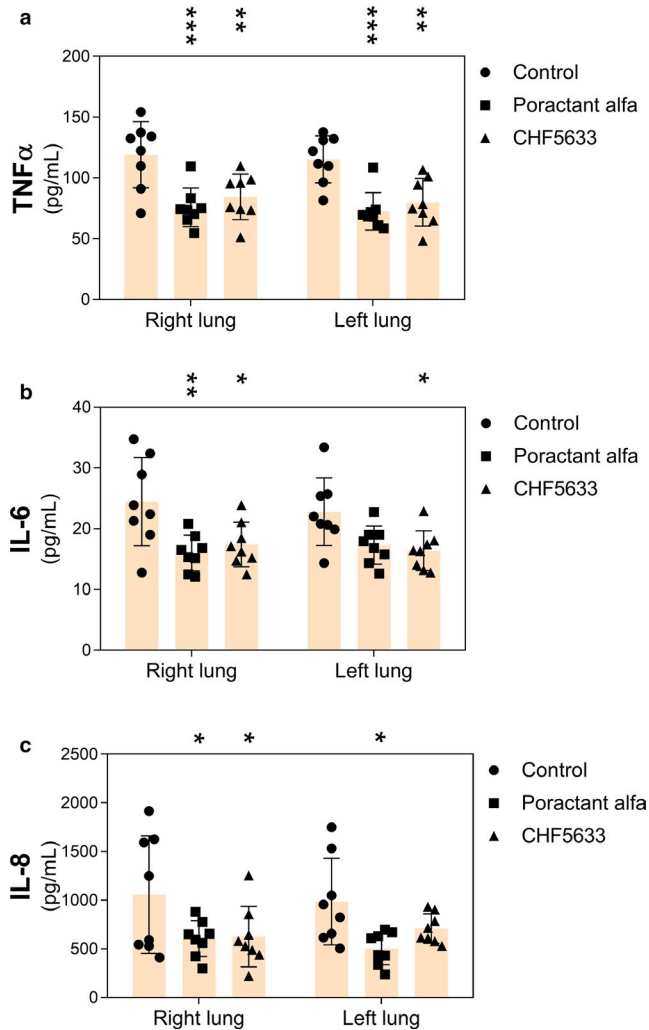 a
*** ** *** **
200
150
100
50
0
TNFα
(pg/mL)
Right lung Left lung
Control
Poractant alfa
CHF5633
b
** * *
40
30
20
10
0
IL-6
(pg/mL)
Right lung Left lung
Control
Poractant alfa
CHF5633
c
* * *
2500
2000
1500
1000
500
0
IL-8
(pg/mL)
Right lung Left lung
Control
Poractant alfa
CHF5633